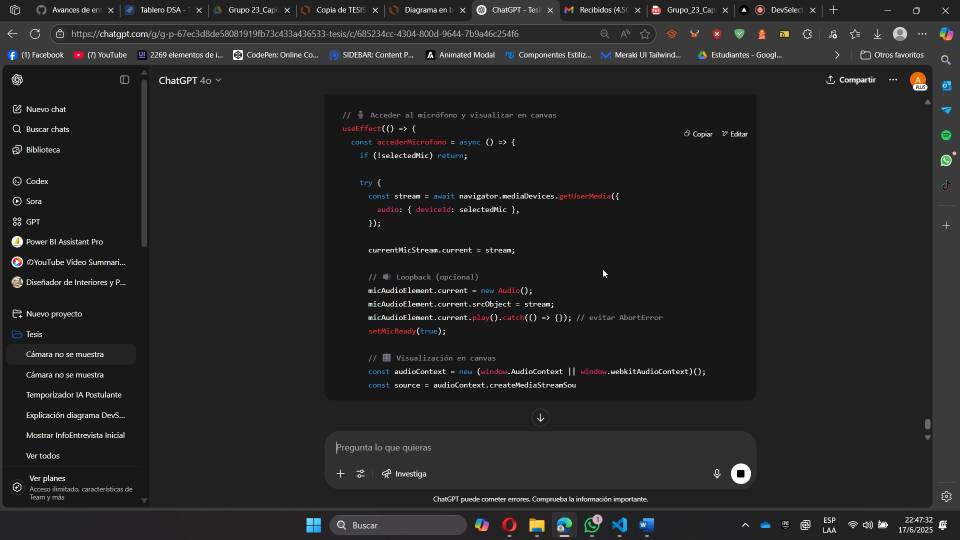 Avances de en
Tablero DSA - T
Grupo 23_Cap
Copia de TESIS
Diagrama en b
ChatGPT - Tesi
Recibidos (4.50
Grupo_23_Cap
DevSelect
https://chatgpt.com/g/g-p-67ec3d8de58081919fb73c433a436533-tesis/c/685234cc-4304-800d-9644-7b9a46c254f6
(1) Facebook
(7) YouTube
2269 elementos de i...
CodePen: Online Co...
SIDEBAR: Content P...
Animated Modal
Componentes Estiliz...
Meraki UI Tailwind...
Estudiantes - Googl...
Otros favoritos
ChatGPT 4o
Compartir
PLUS
Nuevo chat
Buscar chats
Biblioteca
Codex
Sora
GPT
Power BI Assistant Pro
YouTube Video Summari...
Diseñador de Interiores y P...
Nuevo proyecto
Tesis
Cámara no se muestra
Cámara no se muestra
Temporizador IA Postulante
Explicación diagrama DevS...
Mostrar InfoEntrevista Inicial
Ver todos
Ver planes
Acceso ilimitado, características de
Team y más
Copiar
Editar
// Acceder al micrófono y visualizar en canvas
useEffect(() => {
const accederMicrofono = async () => {
if (!selectedMic) return;
try {
const stream = await navigator.mediaDevices.getUserMedia({
audio: { deviceId: selectedMic },
});
currentMicStream.current = stream;
// Loopback (opcional)
micAudioElement.current = new Audio();
micAudioElement.current.srcObject = stream;
micAudioElement.current.play().catch(() => {}); // evitar AbortError
setMicReady(true);
// Visualización en canvas
const audioContext = new (window.AudioContext || window.webkitAudioContext)();
const source = audioContext.createMediaStreamSou
Pregunta lo que quieras
Investiga
ChatGPT puede cometer errores. Comprueba la información importante.
Buscar
ESP
LAA
22:47:32
17/6/2025